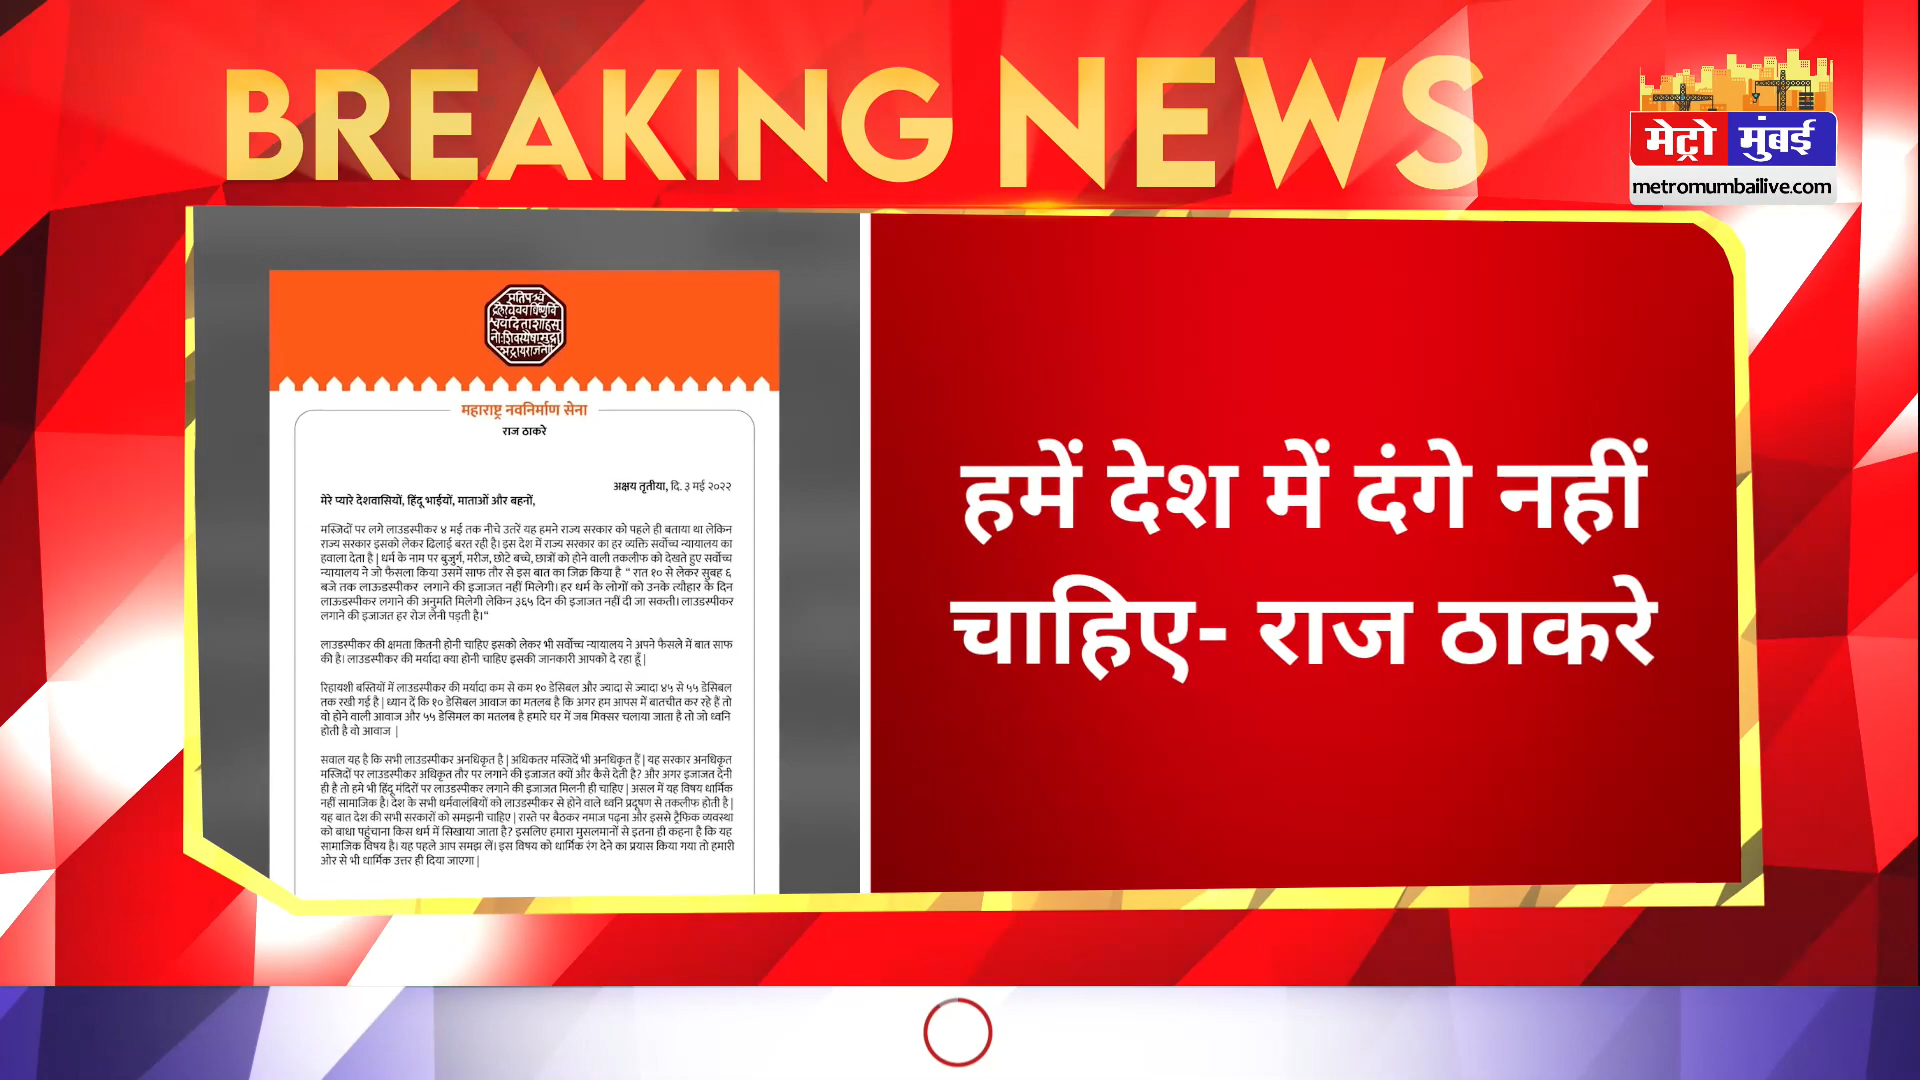 BREAKING NEWS
मेट्रो मुंबई
metromumbailive.com
महाराष्ट्र नवनिर्माण सेना
राज ठाकरे
अक्षय तृतीया, दि. ३ मई २०२२
मेरे प्यारे देशवासियों, हिंदू भाईयों, माताओं और बहनों,
मस्जिदों पर लगे लाउडस्पीकर ४ मई तक नीचे उतरें यह हमने राज्य सरकार को पहले ही बताया था लेकिन
राज्य सरकार इसको लेकर ढिलाई बरत रही है। इस देश में राज्य सरकार का हर व्यक्ति सर्वोच्च न्यायालय का
हवाला देता है | धर्म के नाम पर बुजुर्ग, मरीज, छोटे बच्चे, छात्रों को होने वाली तकलीफ को देखते हुए सर्वोच्च
न्यायालय ने जो फैसला किया उसमें साफ तौर से इस बात का जिक्र किया है " रात १० से लेकर सुबह ६
बजे तक लाऊडस्पीकर लगाने की इजाजत नहीं मिलेगी। हर धर्म के लोगों को उनके त्यौहार के दिन
लाऊडस्पीकर लगाने की अनुमति मिलेगी लेकिन ३६५ दिन की इजाजत नहीं दी जा सकती। लाउडस्पीकर
लगाने की इजाजत हर रोज लेनी पड़ती है।"
लाउडस्पीकर की क्षमता कितनी होनी चाहिए इसको लेकर भी सर्वोच्च न्यायालय ने अपने फैसले में बात साफ
की है। लाउडस्पीकर की मर्यादा क्या होनी चाहिए इसकी जानकारी आपको दे रहा हूँ |
रिहायशी बस्तियों में लाउडस्पीकर की मर्यादा कम से कम १० डेसिबल और ज्यादा से ज्यादा ४५ से ५५ डेसिबल
तक रखी गई है | ध्यान दें कि १० डेसिबल आवाज का मतलब है कि अगर हम आपस में बातचीत कर रहे हैं तो
वो होने वाली आवाज और ५५ डेसिमल का मतलब है हमारे घर में जब मिक्सर चलाया जाता है तो जो ध्वनि
होती है वो आवाज |
सवाल यह है कि सभी लाउडस्पीकर अनधिकृत है | अधिकतर मस्जिदें भी अनधिकृत हैं | यह सरकार अनधिकृत
मस्जिदों पर लाउडस्पीकर अधिकृत तौर पर लगाने की इजाजत क्यों और कैसे देती है? और अगर इजाजत देनी
ही है तो हमे भी हिंदू मंदिरों पर लाउडस्पीकर लगाने की इजाजत मिलनी ही चाहिए | असल में यह विषय धार्मिक
नहीं सामाजिक है। देश के सभी धर्मवालंबियों को लाउडस्पीकर से होने वाले ध्वनि प्रदूषण से तकलीफ होती है |
यह बात देश की सभी सरकारों को समझनी चाहिए | रास्ते पर बैठकर नमाज पढ़ना और इससे ट्रैफिक व्यवस्था
को बाधा पहुंचाना किस धर्म में सिखाया जाता है? इसलिए हमारा मुसलमानों से इतना ही कहना है कि यह
सामाजिक विषय है। यह पहले आप समझ लें। इस विषय को धार्मिक रंग देने का प्रयास किया गया तो हमारी
ओर से भी धार्मिक उत्तर ही दिया जाएगा |
हमें देश में दंगे नहीं
चाहिए- राज ठाकरे